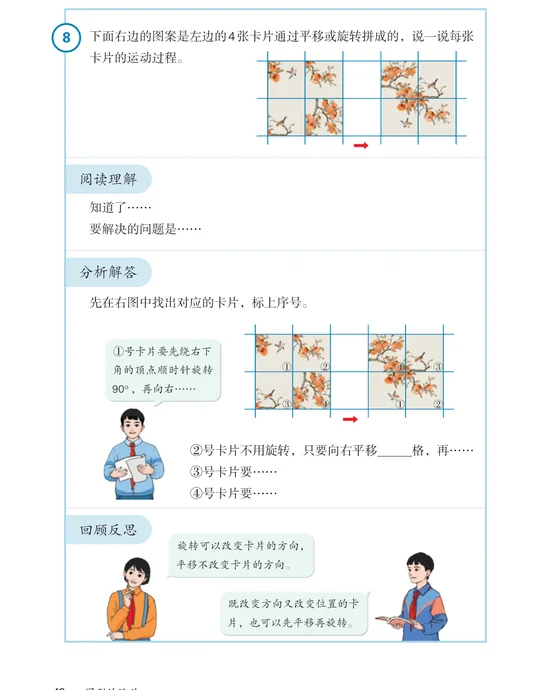 8 下面右边的图案是左边的4张卡片通过平移或旋转拼成的，说一说每张
卡片的运动过程。
阅读理解
知道了……
要解决的问题是……
分析解答
先在右图中找出对应的卡片，标上序号。
①号卡片要先绕右下
角的顶点顺时针旋转
90°，再向右……
① ② ④ ③
③ ④ ① ②
②号卡片不用旋转，只要向右平移_____格，再……
③号卡片要……
④号卡片要……
回顾反思
旋转可以改变卡片的方向，
平移不改变卡片的方向。
既改变方向又改变位置的卡
片，也可以先平移再旋转。